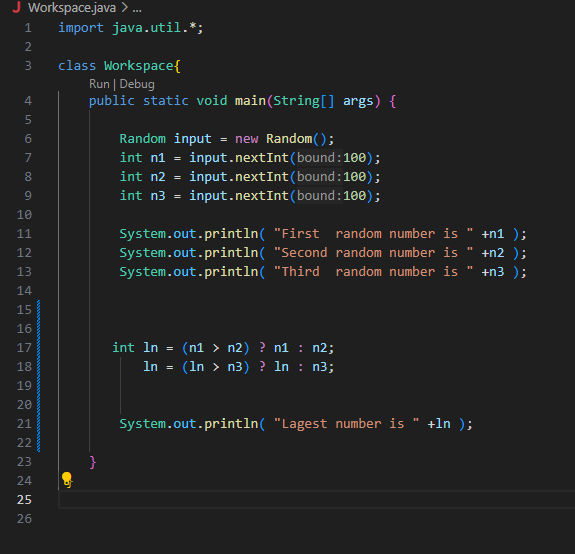 J Workspace.java > ...
1 import java.util.*;
2
3 class Workspace{
Run | Debug
4 public static void main(String[] args) {
5
6 Random input = new Random();
7 int n1 = input.nextInt(bound:100);
8 int n2 = input.nextInt(bound:100);
9 int n3 = input.nextInt(bound:100);
10
11 System.out.println( "First  random number is " +n1 );
12 System.out.println( "Second random number is " +n2 );
13 System.out.println( "Third  random number is " +n3 );
14
15
16
17 int ln = (n1 > n2) ? n1 : n2;
18 ln = (ln > n3) ? ln : n3;
19
20
21 System.out.println( "Lagest number is " +ln );
22
23 }
24 }
25
26